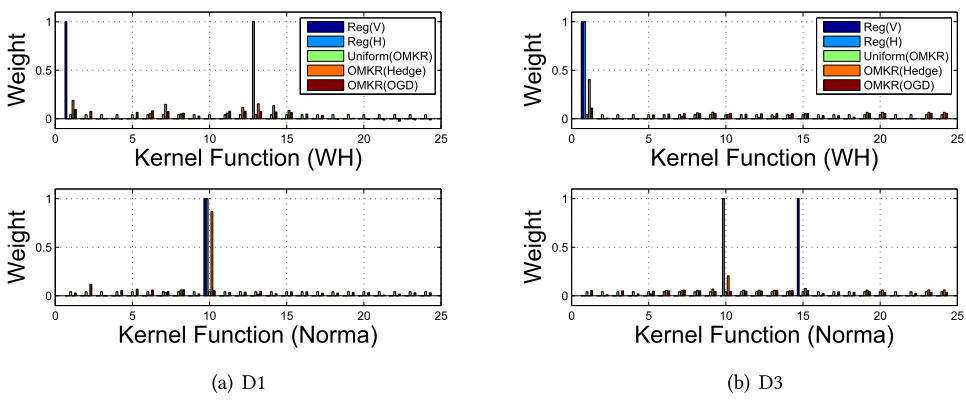 Weight
1
0.5
0
Reg(V)
Reg(H)
Uniform(OMKR)
OMKR(Hedge)
OMKR(OGD)
0 5 10 15 20 25
Kernel Function (WH)
Weight
1
0.5
0
Reg(V)
Reg(H)
Uniform(OMKR)
OMKR(Hedge)
OMKR(OGD)
0 5 10 15 20 25
Kernel Function (WH)
Weight
1
0.5
0
0 5 10 15 20 25
Kernel Function (Norma)
Weight
1
0.5
0
0 5 10 15 20 25
Kernel Function (Norma)
(a) D1
(b) D3